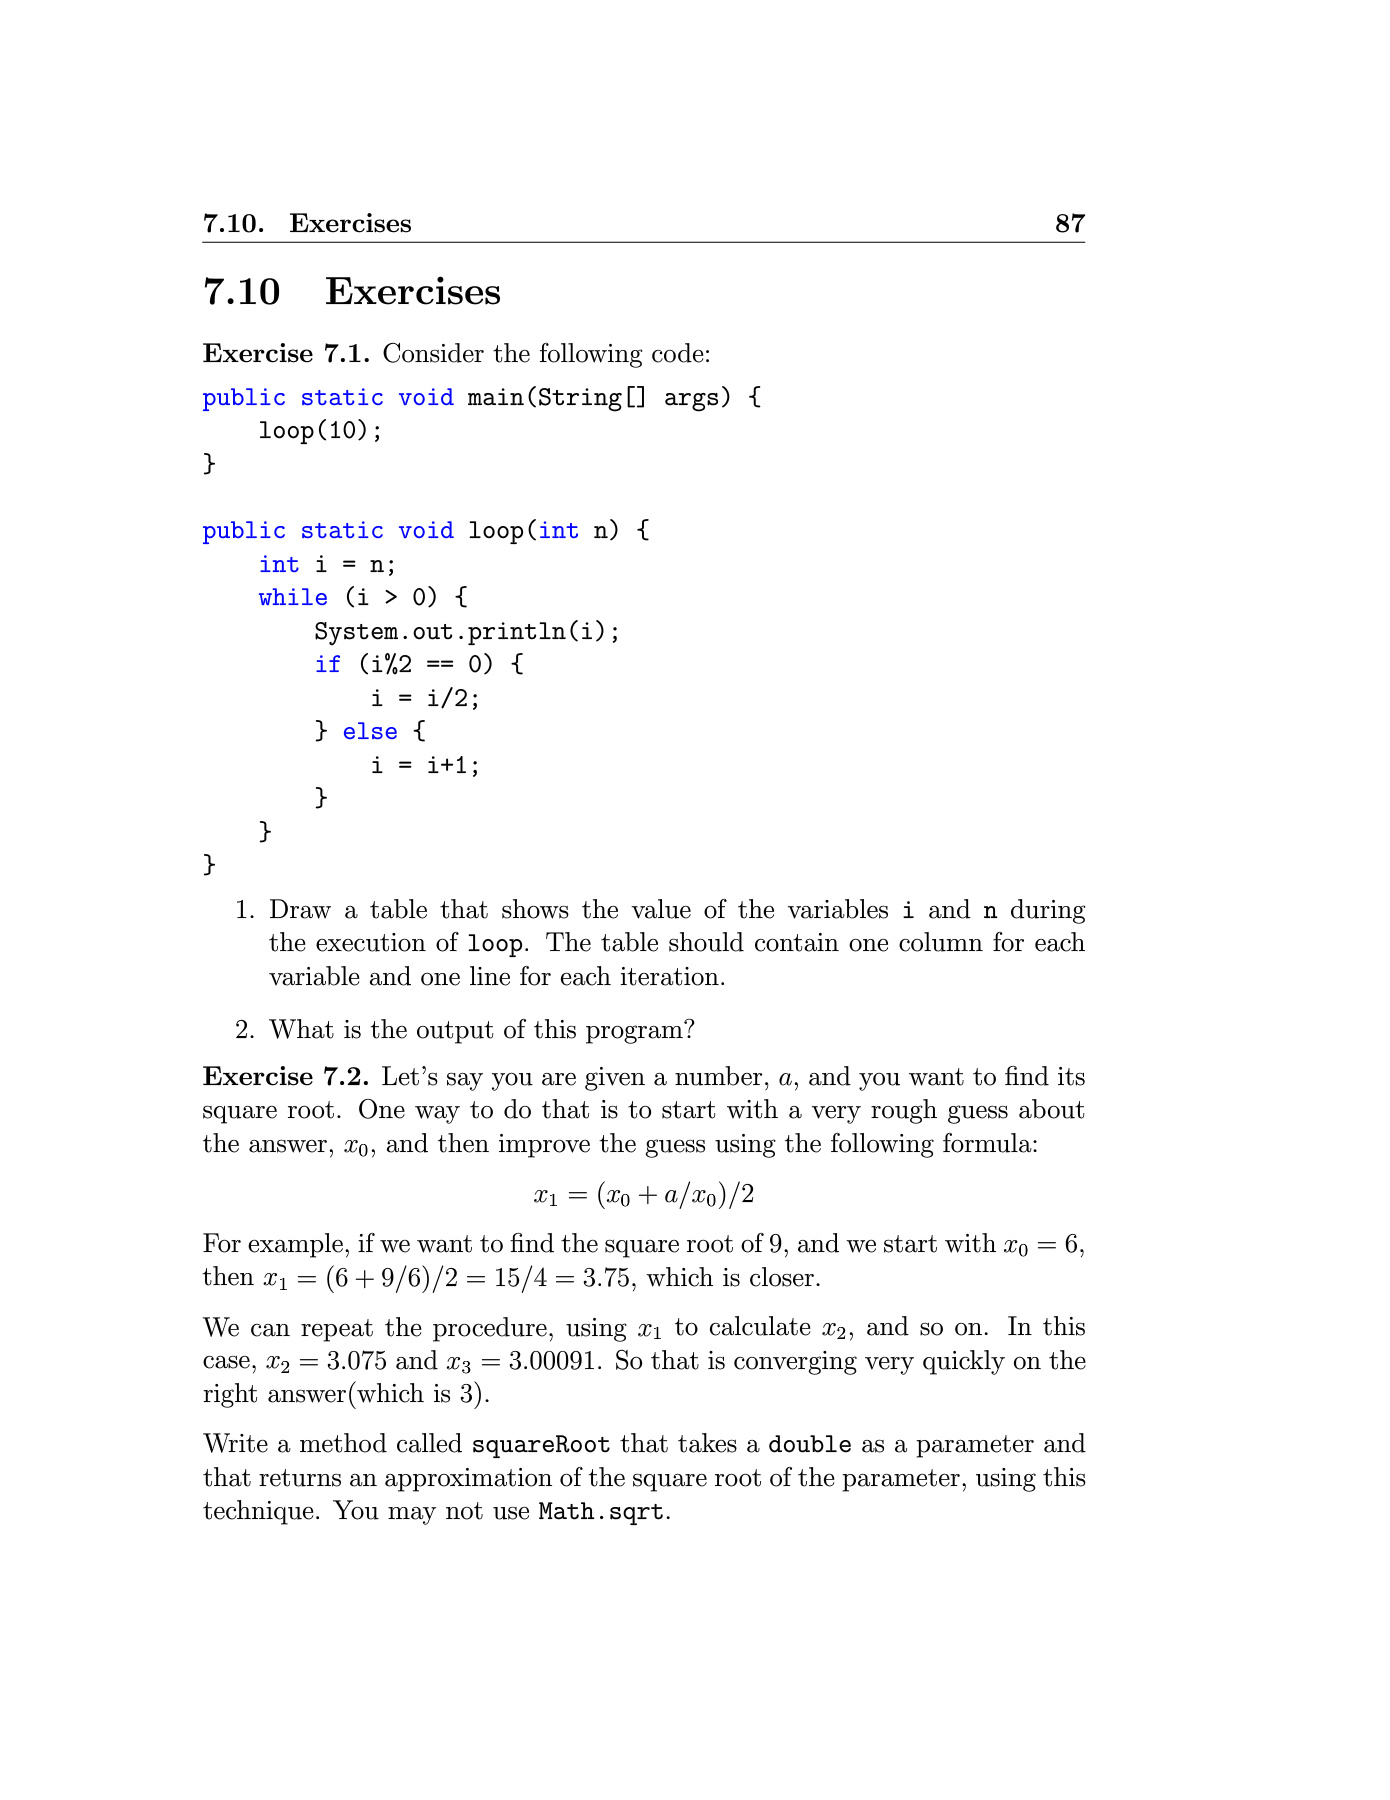 7.10. Exercises 87
7.10 Exercises
Exercise 7.1. Consider the following code:
public static void main(String[] args) {
    loop(10);
}
public static void loop(int n) {
    int i = n;
    while (i > 0) {
        System.out.println(i);
        if (i%2 == 0) {
            i = i/2;
        } else {
            i = i+1;
        }
    }
}
1. Draw a table that shows the value of the variables i and n during
the execution of loop. The table should contain one column for each
variable and one line for each iteration.
2. What is the output of this program?
Exercise 7.2. Let's say you are given a number, a, and you want to find its
square root. One way to do that is to start with a very rough guess about
the answer, x₀, and then improve the guess using the following formula:
x₁ = (x₀ + a/x₀)/2
For example, if we want to find the square root of 9, and we start with x₀ = 6,
then x₁ = (6 + 9/6)/2 = 15/4 = 3.75, which is closer.
We can repeat the procedure, using x₁ to calculate x₂, and so on. In this
case, x₂ = 3.075 and x₃ = 3.00091. So that is converging very quickly on the
right answer(which is 3).
Write a method called squareRoot that takes a double as a parameter and
that returns an approximation of the square root of the parameter, using this
technique. You may not use Math.sqrt.